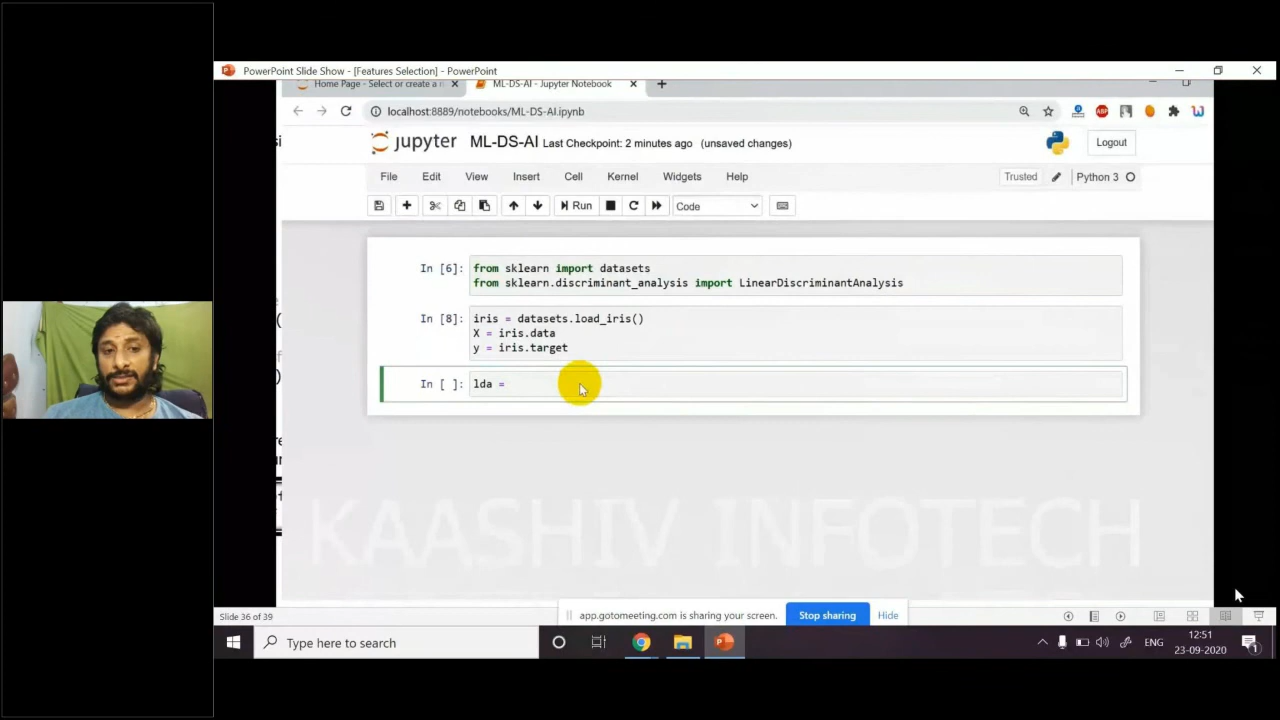 PowerPoint Slide Show - [Features Selection] - PowerPoint
Home Page - Select or create a n
ML-DS-AI - Jupyter Notebook
localhost:8889/notebooks/ML-DS-AI.ipynb
ABP
jupyter ML-DS-AI Last Checkpoint: 2 minutes ago (unsaved changes)
Logout
File Edit View Insert Cell Kernel Widgets Help
Trusted Python 3
Run Code
In [6]: from sklearn import datasets
from sklearn.discriminant_analysis import LinearDiscriminantAnalysis
In [8]: iris = datasets.load_iris()
X = iris.data
y = iris.target
In [ ]: lda =
KAASHIV INFOTECH
app.gotomeeting.com is sharing your screen. Stop sharing Hide
Slide 36 of 39
Type here to search
ENG
12:51
23-09-2020
1